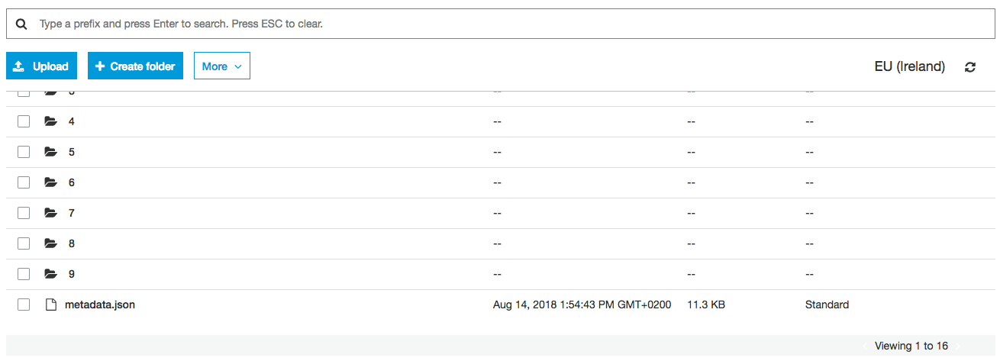 Type a prefix and press Enter to search. Press ESC to clear.
Upload Create folder More EU (Ireland)
-- -- --
4 -- -- --
5 -- -- --
6 -- -- --
7 -- -- --
8 -- -- --
9 -- -- --
metadata.json Aug 14, 2018 1:54:43 PM GMT+0200 11.3 KB Standard
Viewing 1 to 16